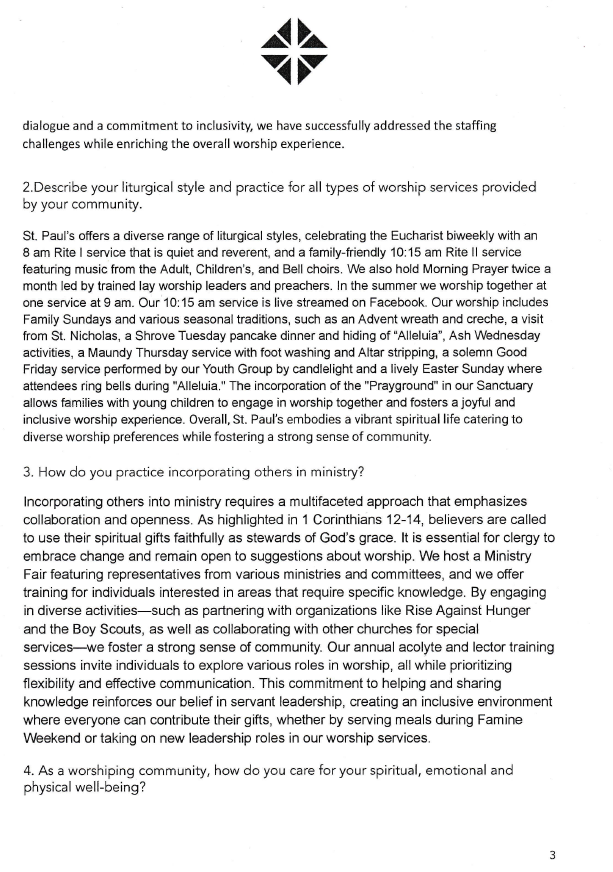 dialogue and a commitment to inclusivity, we have successfully addressed the staffing
challenges while enriching the overall worship experience.
2.Describe your liturgical style and practice for all types of worship services provided
by your community.
St. Paul's offers a diverse range of liturgical styles, celebrating the Eucharist biweekly with an
8 am Rite I service that is quiet and reverent, and a family-friendly 10:15 am Rite II service
featuring music from the Adult, Children's, and Bell choirs. We also hold Morning Prayer twice a
month led by trained lay worship leaders and preachers. In the summer we worship together at
one service at 9 am. Our 10:15 am service is live streamed on Facebook. Our worship includes
Family Sundays and various seasonal traditions, such as an Advent wreath and creche, a visit
from St. Nicholas, a Shrove Tuesday pancake dinner and hiding of "Alleluia", Ash Wednesday
activities, a Maundy Thursday service with foot washing and Altar stripping, a solemn Good
Friday service performed by our Youth Group by candlelight and a lively Easter Sunday where
attendees ring bells during "Alleluia." The incorporation of the "Prayground" in our Sanctuary
allows families with young children to engage in worship together and fosters a joyful and
inclusive worship experience. Overall, St. Paul's embodies a vibrant spiritual life catering to
diverse worship preferences while fostering a strong sense of community.
3. How do you practice incorporating others in ministry?
Incorporating others into ministry requires a multifaceted approach that emphasizes
collaboration and openness. As highlighted in 1 Corinthians 12-14, believers are called
to use their spiritual gifts faithfully as stewards of God's grace. It is essential for clergy to
embrace change and remain open to suggestions about worship. We host a Ministry
Fair featuring representatives from various ministries and committees, and we offer
training for individuals interested in areas that require specific knowledge. By engaging
in diverse activities—such as partnering with organizations like Rise Against Hunger
and the Boy Scouts, as well as collaborating with other churches for special
services—we foster a strong sense of community. Our annual acolyte and lector training
sessions invite individuals to explore various roles in worship, all while prioritizing
flexibility and effective communication. This commitment to helping and sharing
knowledge reinforces our belief in servant leadership, creating an inclusive environment
where everyone can contribute their gifts, whether by serving meals during Famine
Weekend or taking on new leadership roles in our worship services.
4. As a worshiping community, how do you care for your spiritual, emotional and
physical well-being?
3